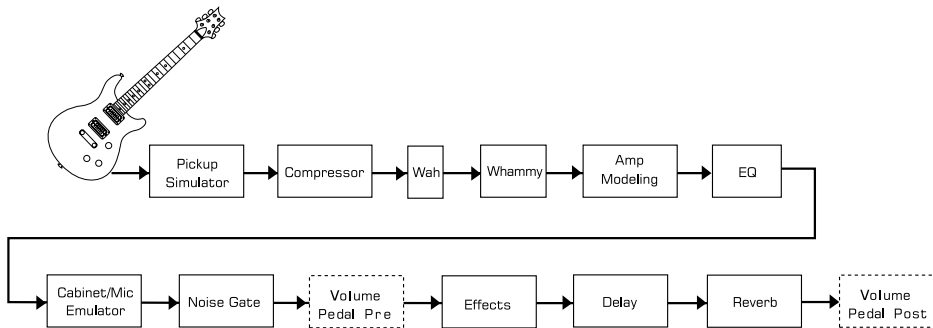 Pickup
Simulator
Compressor
Wah
Whammy
Amp
Modeling
EQ
Cabinet/Mic
Emulator
Noise Gate
Volume
Pedal Pre
Effects
Delay
Reverb
Volume
Pedal Post